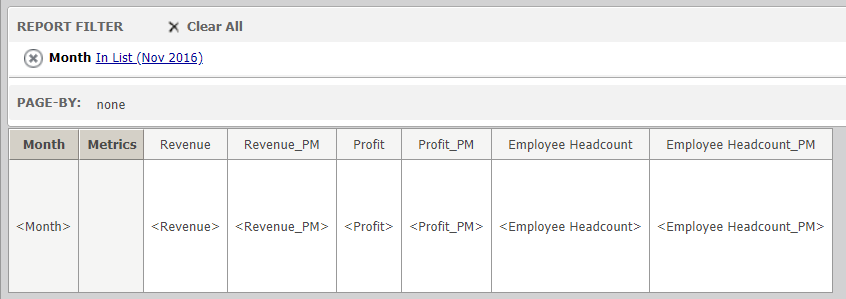 REPORT FILTER Clear All
Month In List (Nov 2016)
PAGE-BY: none
Month Metrics Revenue Revenue_PM Profit Profit_PM Employee Headcount Employee Headcount_PM
<Month> <Revenue> <Revenue_PM> <Profit> <Profit_PM> <Employee Headcount> <Employee Headcount_PM>